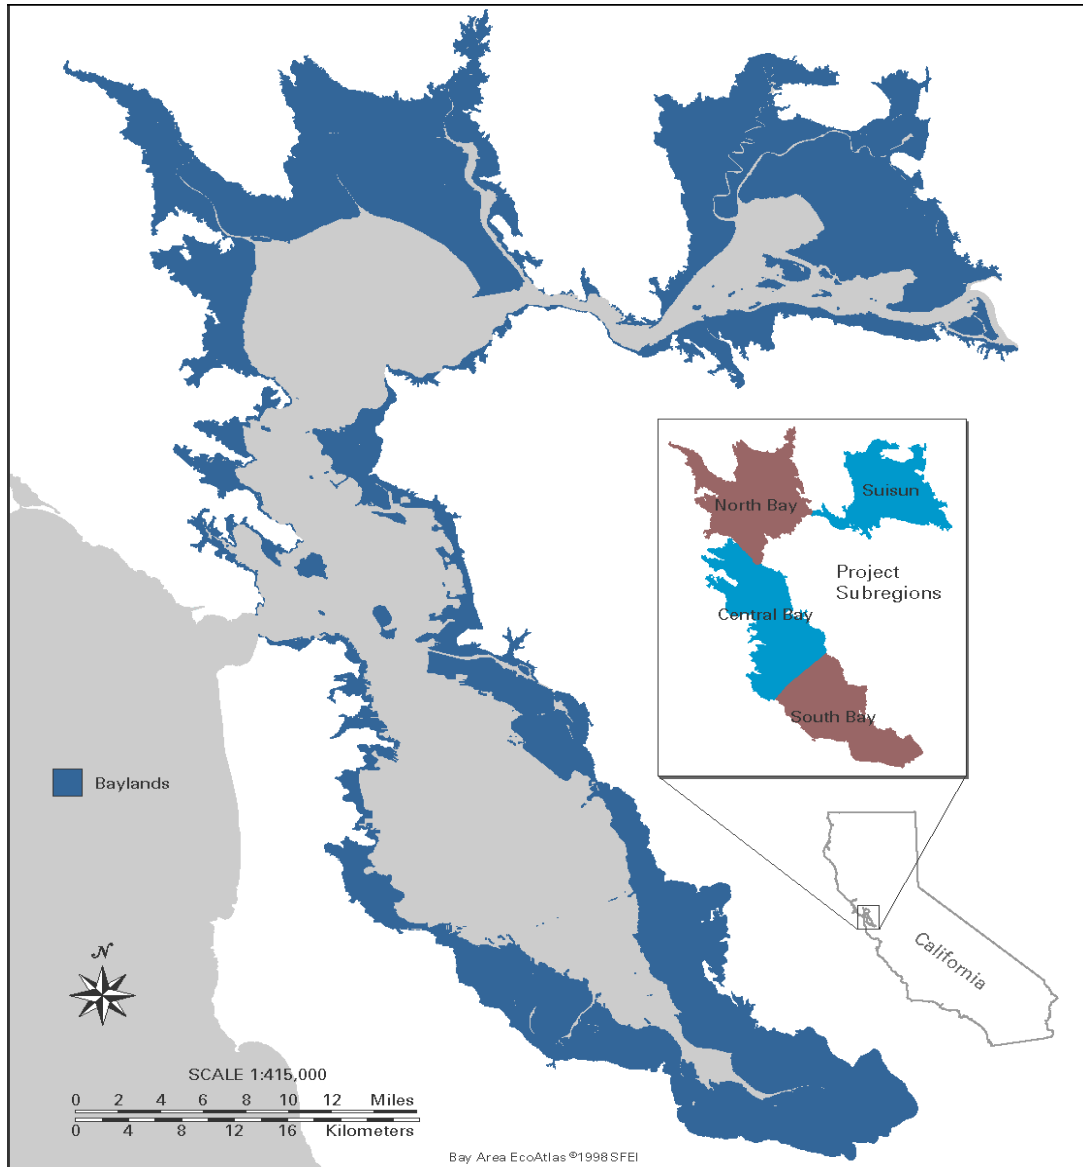 North Bay
Suisun
Project
Subregions
Central Bay
South Bay
Baylands
California
N
SCALE 1:415,000
0 2 4 6 8 10 12 Miles
0 4 8 12 16 Kilometers
Bay Area EcoAtlas ©1998 SFEI